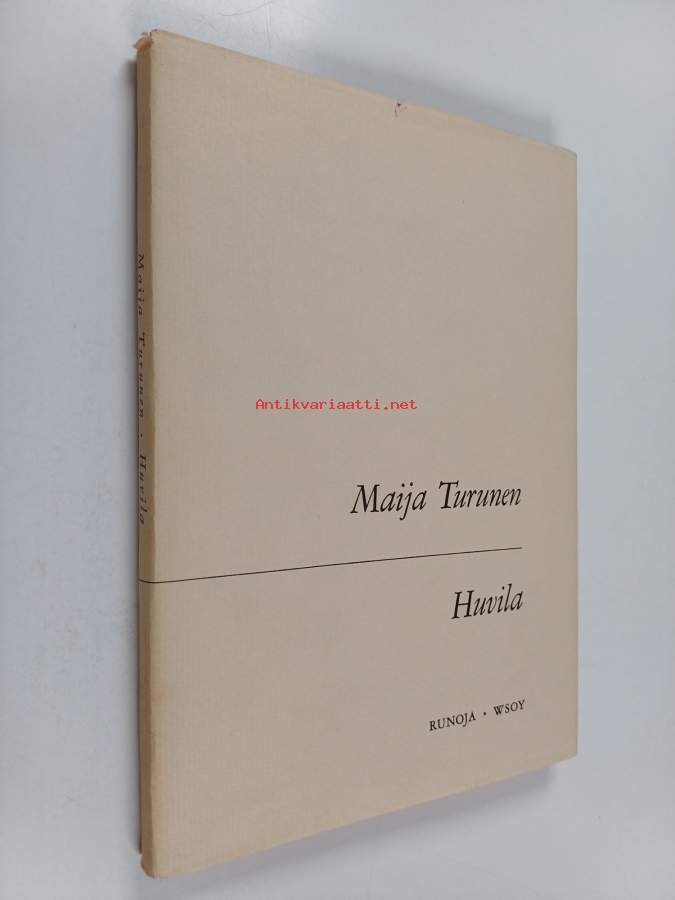 Maija Turunen · Huvila
Antikvariaatti.net
Maija Turunen
Huvila
RUNOJA · WSOY